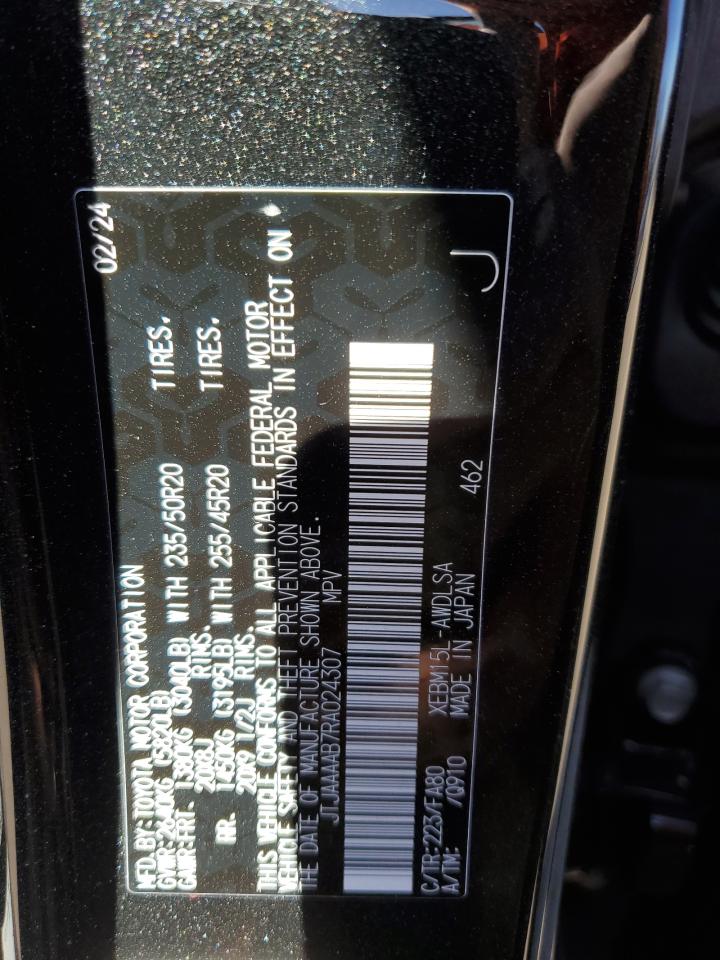 MFD.BY:TOYOTA MOTOR CORPORATION 02/24
GVWR:2640KG (5820LB)
GAWR:FRT. 1380KG (3040LB) WITH 235/50R20 TIRES,
20X8J RIMS.
RR. 1450KG (3195LB) WITH 255/45R20 TIRES,
20X9 1/2J RIMS.
THIS VEHICLE CONFORMS TO ALL APPLICABLE FEDERAL MOTOR
VEHICLE SAFETY AND THEFT PREVENTION STANDARDS IN EFFECT ON
THE DATE OF MANUFACTURE SHOWN ABOVE.
JTJAAAAB7RA024307 MPV
C/TR:223/FA80 XEBM15L-AWDLSA
A/TM: /Q910 MADE IN JAPAN 462
J